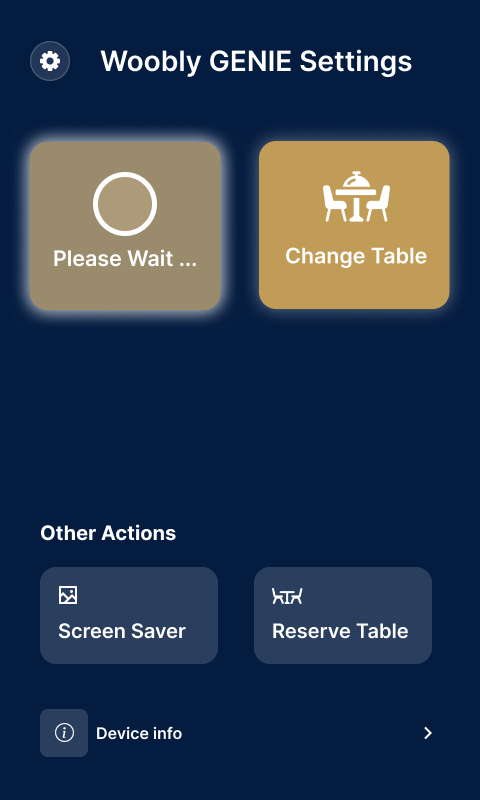 Woobly GENIE Settings
Please Wait ...
Change Table
Other Actions
Screen Saver
Reserve Table
Device info